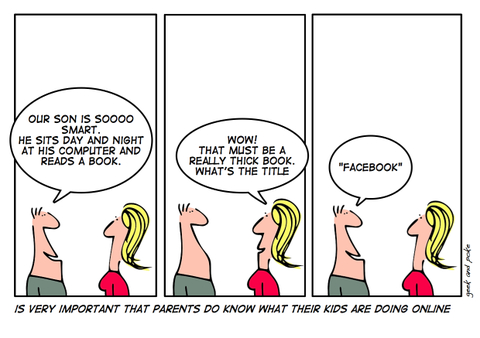 OUR SON IS SOOOO
SMART.
HE SITS DAY AND NIGHT
AT HIS COMPUTER AND
READS A BOOK.
WOW!
THAT MUST BE A
REALLY THICK BOOK.
WHAT'S THE TITLE
"FACEBOOK"
geek and poke
IS VERY IMPORTANT THAT PARENTS DO KNOW WHAT THEIR KIDS ARE DOING ONLINE